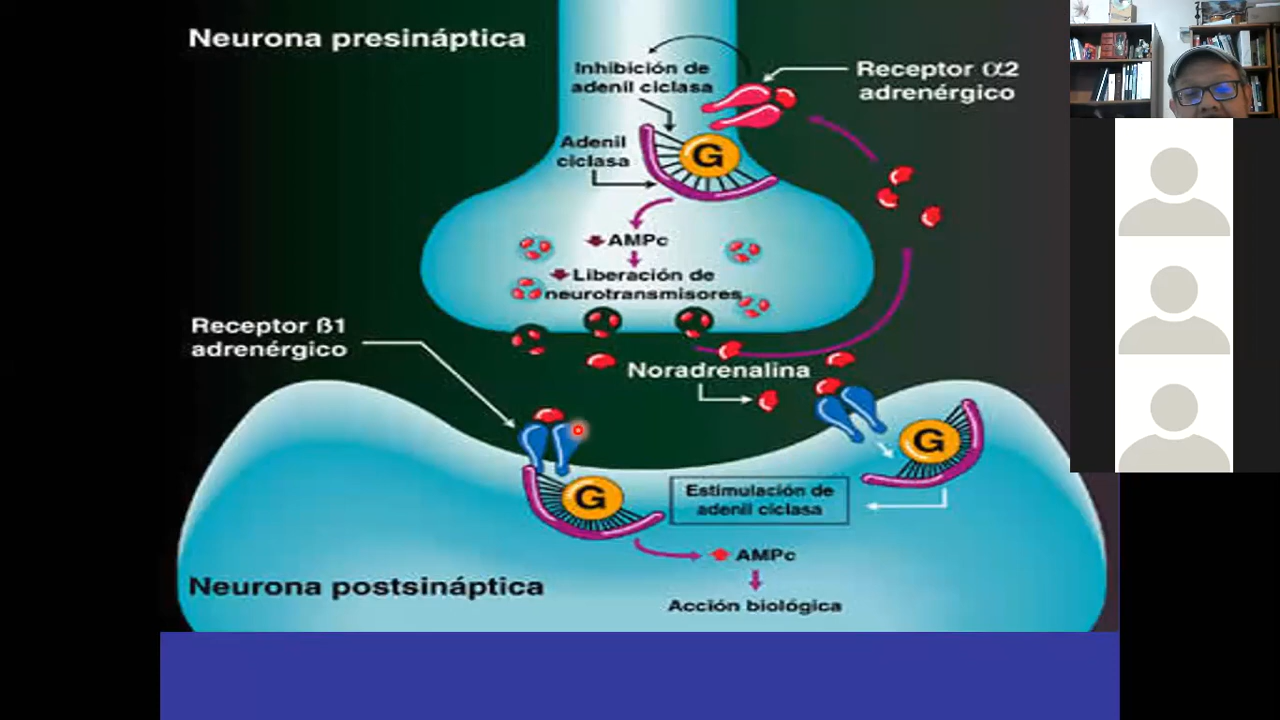 Neurona presináptica
Inhibición de
adenil ciclasa
Receptor α2
adrenérgico
Adenil
ciclasa
G
AMPc
Liberación de
neurotransmisores
Receptor ß1
adrenérgico
Noradrenalina
G
G
Estimulación de
adenil ciclasa
AMPc
Neurona postsináptica
Acción biológica